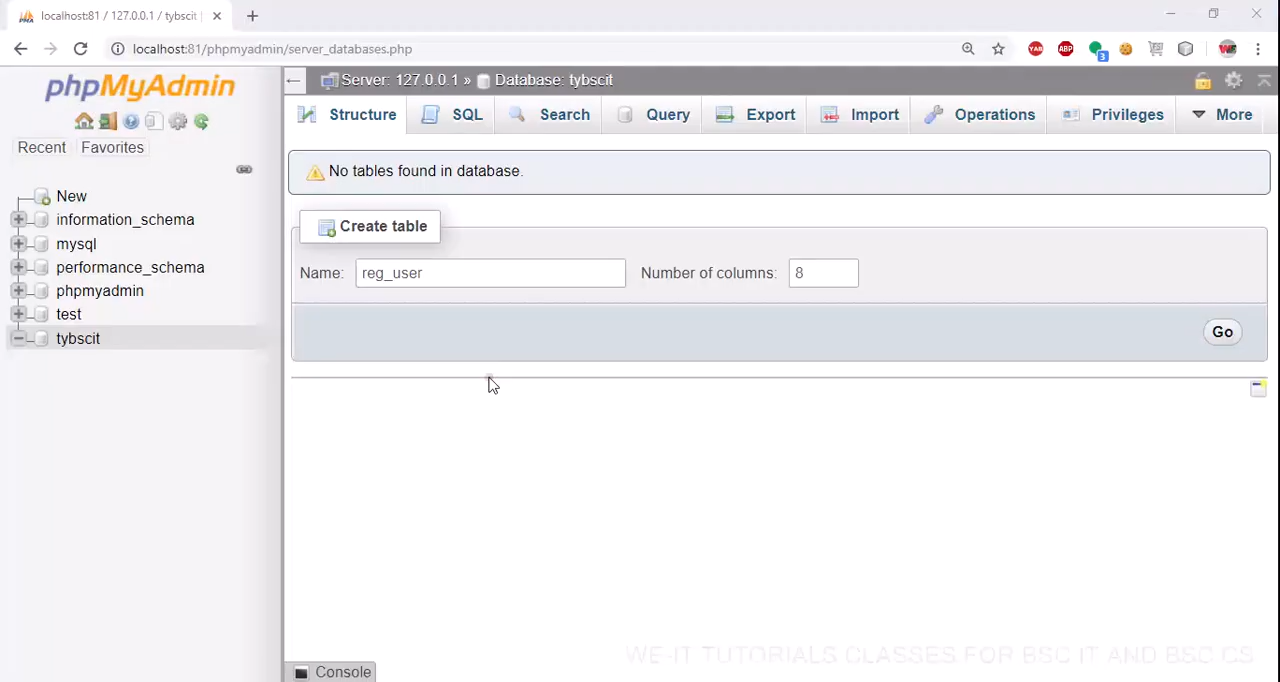 localhost:81 / 127.0.0.1 / tybscit
localhost:81/phpmyadmin/server_databases.php
YAB
ABP
3
phpMyAdmin
Recent
Favorites
New
information_schema
mysql
performance_schema
phpmyadmin
test
tybscit
Server: 127.0.0.1 » Database: tybscit
Structure
SQL
Search
Query
Export
Import
Operations
Privileges
More
No tables found in database.
Create table
Name: reg_user Number of columns: 8
Go
Console
WE-IT TUTORIALS CLASSES FOR BSC IT AND BSC CS